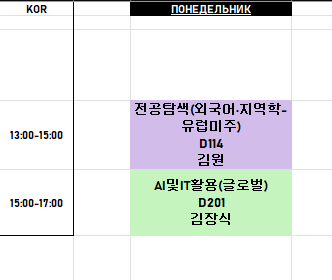 KOR ПОНЕДЕЛЬНИК
13:00-15:00
전공탐색(외국어·지역학-
유럽미주)
D114
김원
15:00-17:00
AI및IT활용(글로벌)
D201
김장식